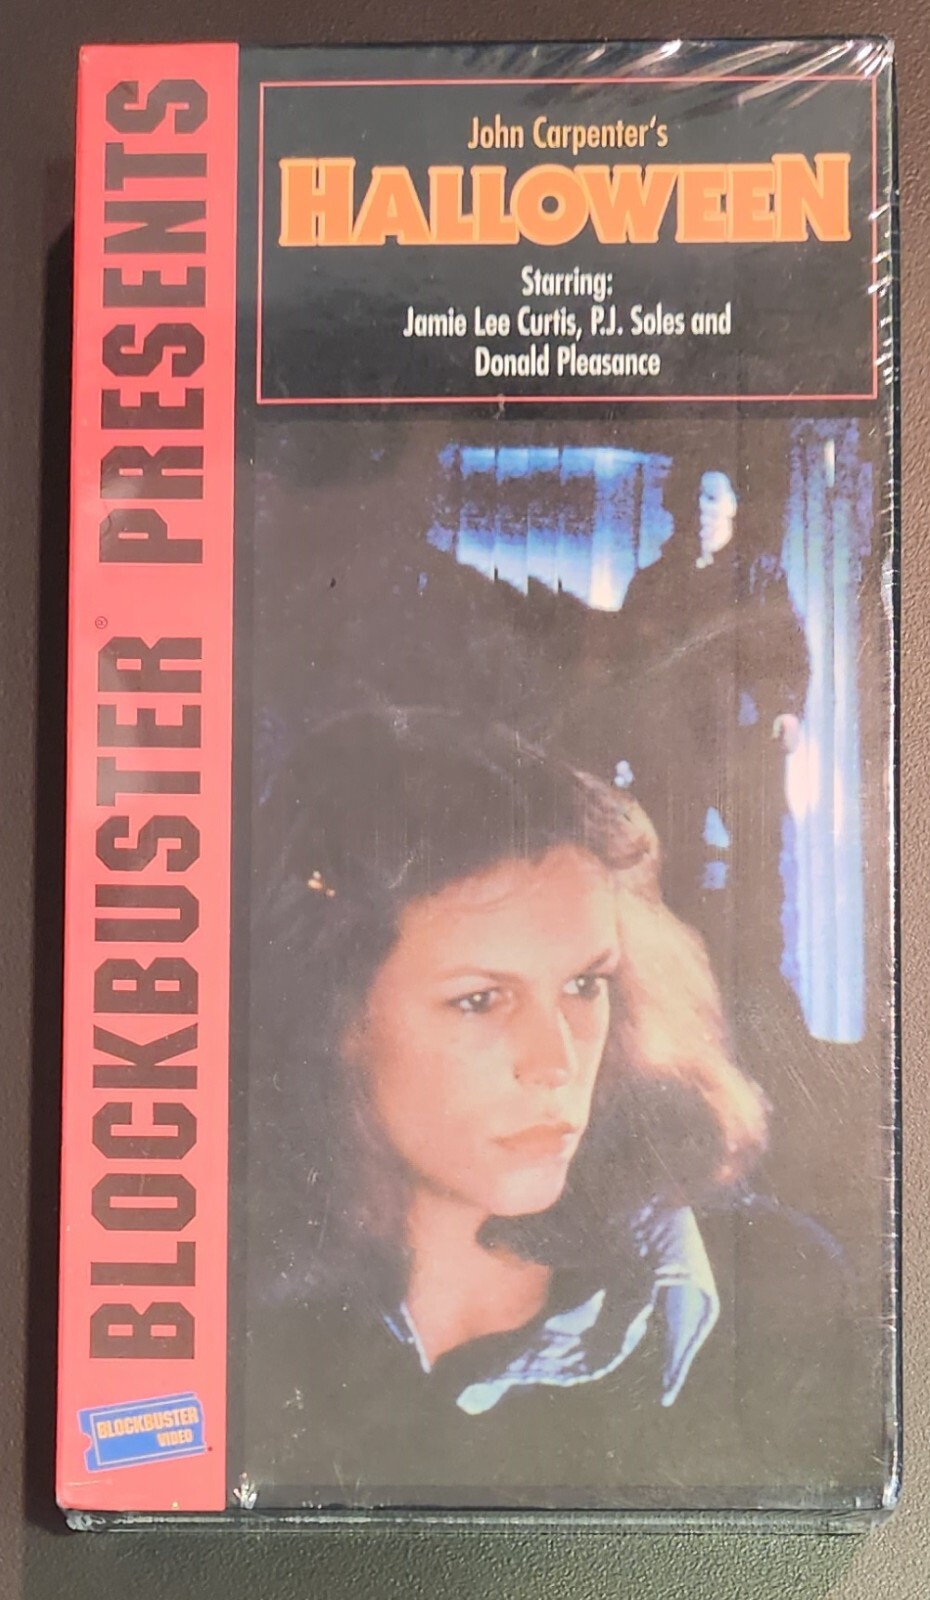 BLOCKBUSTER® PRESENTS
John Carpenter's
HALLOWEEN
Starring:
Jamie Lee Curtis, P.J. Soles and
Donald Pleasance
BLOCKBUSTER
VIDEO